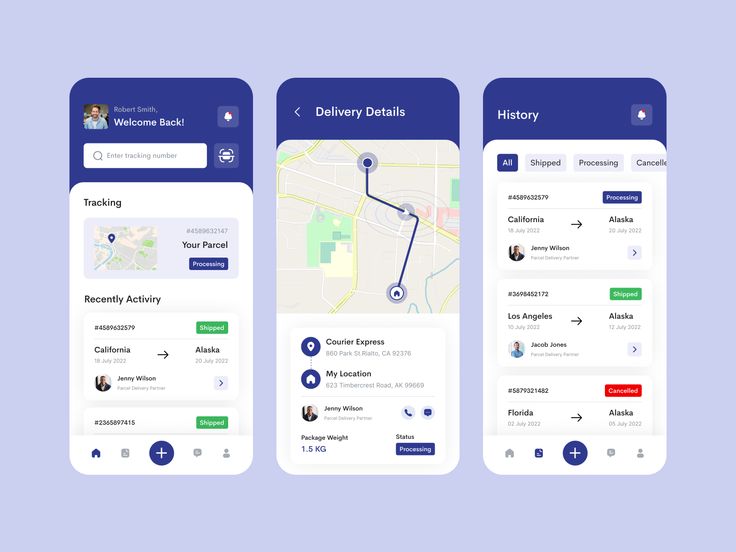 Robert Smith,
Welcome Back!
Enter tracking number
Tracking
#4589632147
Your Parcel
Processing
Recently Activiry
#4589632579 Shipped
California Alaska
18 July 2022 20 July 2022
Jenny Wilson
Parcel Delivery Partner
#2365897415 Shipped
Delivery Details
Courier Express
860 Park St.Rialto, CA 92376
My Location
623 Timbercrest Road, AK 99669
Jenny Wilson
Parcel Delivery Partner
Package Weight Status
1.5 KG Processing
History
All Shipped Processing Cancelle
#4589632579 Processing
California Alaska
18 July 2022 20 July 2022
Jenny Wilson
Parcel Delivery Partner
#3698452172 Shipped
Los Angeles Alaska
10 July 2022 12 July 2022
Jacob Jones
Parcel Delivery Partner
#5879321482 Cancelled
Florida Alaska
02 July 2022 05 July 2022